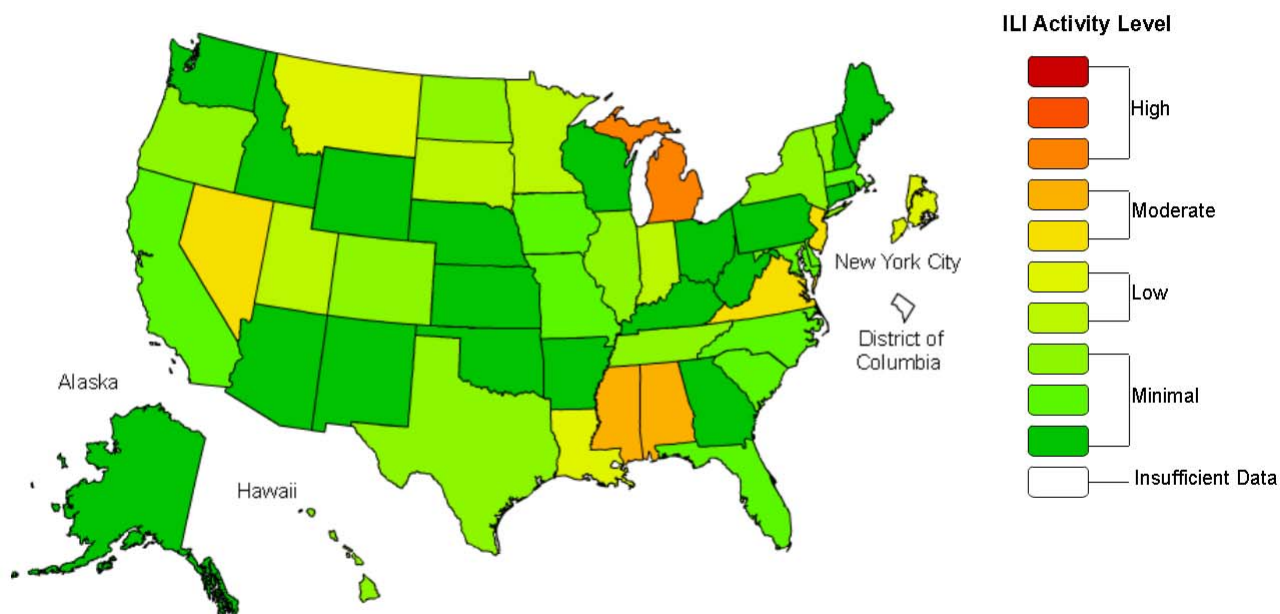 ILI Activity Level
High
Moderate
Low
Minimal
Insufficient Data
New York City
District of
Columbia
Alaska
Hawaii